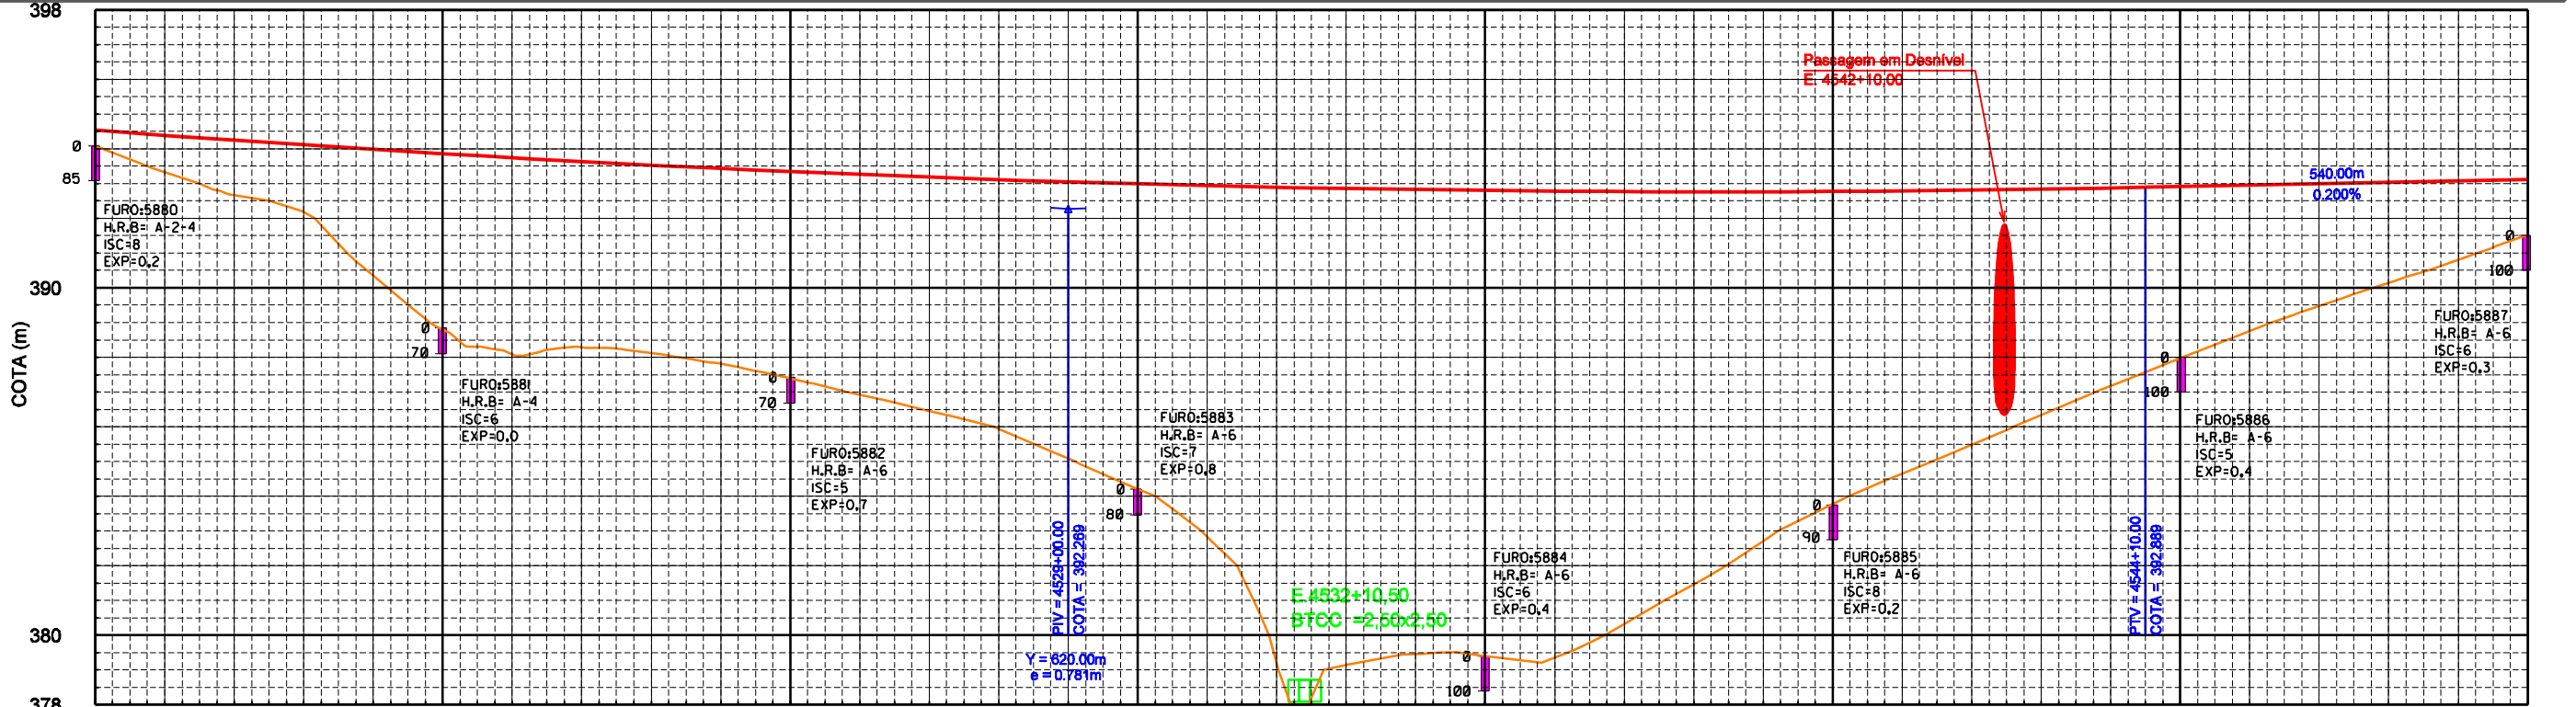 398
Passagem em Desnível
E. 4542+10,00
0
85
540.00m
0.200%
FURO:5880
H.R.B= A-2-4
ISC=8
EXP=0.2
0
100
390
COTA (m)
0
70
FURO:5887
H.R.B= A-6
ISC=6
EXP=0.3
0
100
0
70
FURO:5881
H.R.B= A-4
ISC=6
EXP=0.0
FURO:5883
H.R.B= A-6
ISC=7
EXP=0.8
FURO:5886
H.R.B= A-6
ISC=5
EXP=0.4
FURO:5882
H.R.B= A-6
ISC=5
EXP=0.7
0
80
0
90
PIV = 4529+00.00
COTA = 392.269
PTV = 4544+10.00
COTA = 392.889
FURO:5884
H.R.B= A-6
ISC=6
EXP=0.4
FURO:5885
H.R.B= A-6
ISC=8
EXP=0.2
E.4532+10,50
BTCC =2,50x2,50
380
0
100
Y = 620.00m
e = 0.781m
378